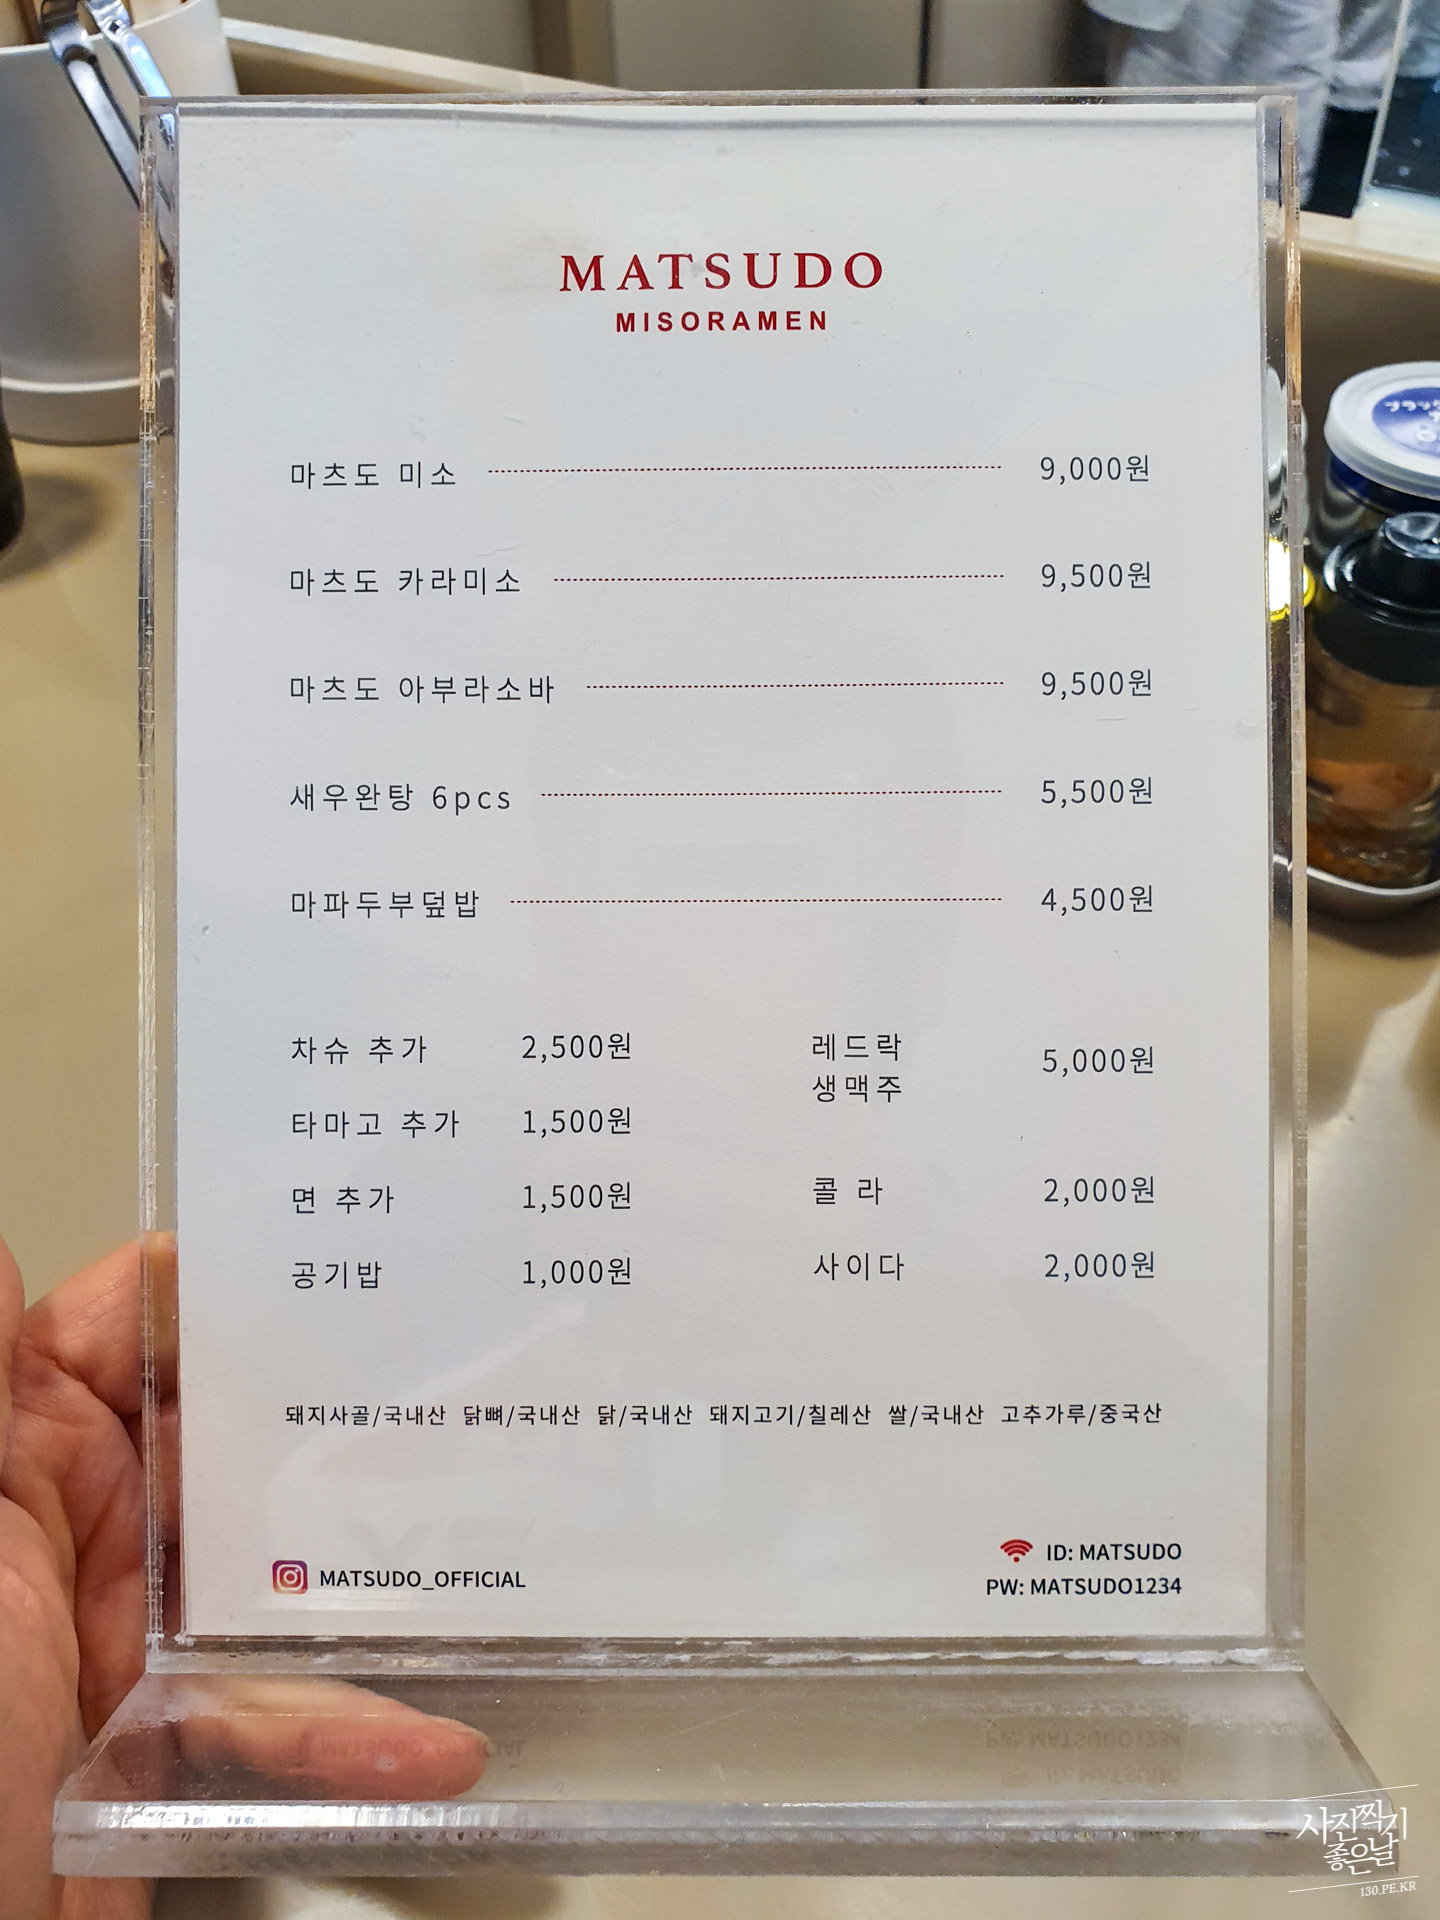 MATSUDO
MISORAMEN
마츠도 미소 9,000원
마츠도 카라미소 9,500원
마츠도 아부라소바 9,500원
새우완탕 6pcs 5,500원
마파두부덮밥 4,500원
차슈 추가 2,500원
타마고 추가 1,500원
면 추가 1,500원
공기밥 1,000원
레드락
생맥주 5,000원
콜 라 2,000원
사이다 2,000원
돼지사골/국내산 닭뼈/국내산 닭/국내산 돼지고기/칠레산 쌀/국내산 고추가루/중국산
MATSUDO_OFFICIAL
ID: MATSUDO
PW: MATSUDO1234
사진찍기
좋은날
130.PE.KR